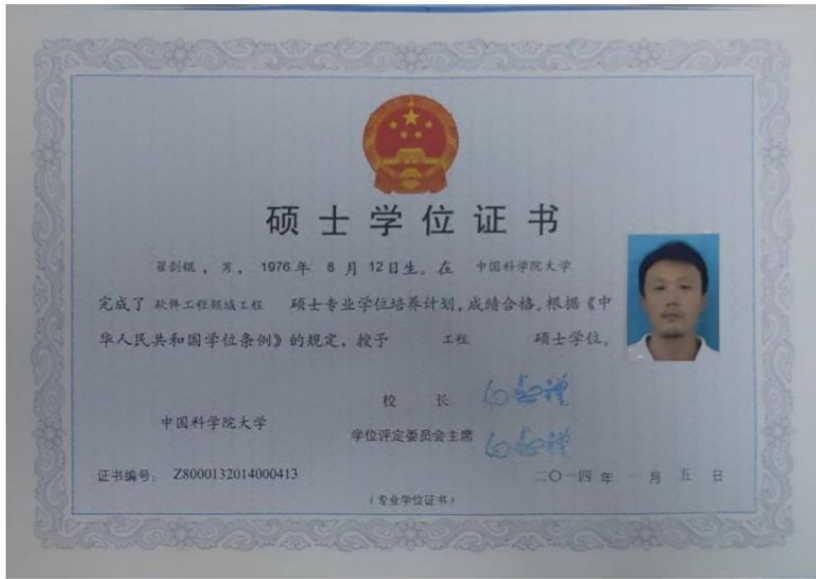 硕士学位证书
翟剑锟，男，1976年 8 月 12日生。在 中国科学院大学
完成了 软件工程领域工程 硕士专业学位培养计划，成绩合格。根据《中
华人民共和国学位条例》的规定，授予 工程 硕士学位。
校 长
中国科学院大学
学位评定委员会主席
证书编号：Z8000132014000413
二〇一四 年 一 月 五 日
（专业学位证书）